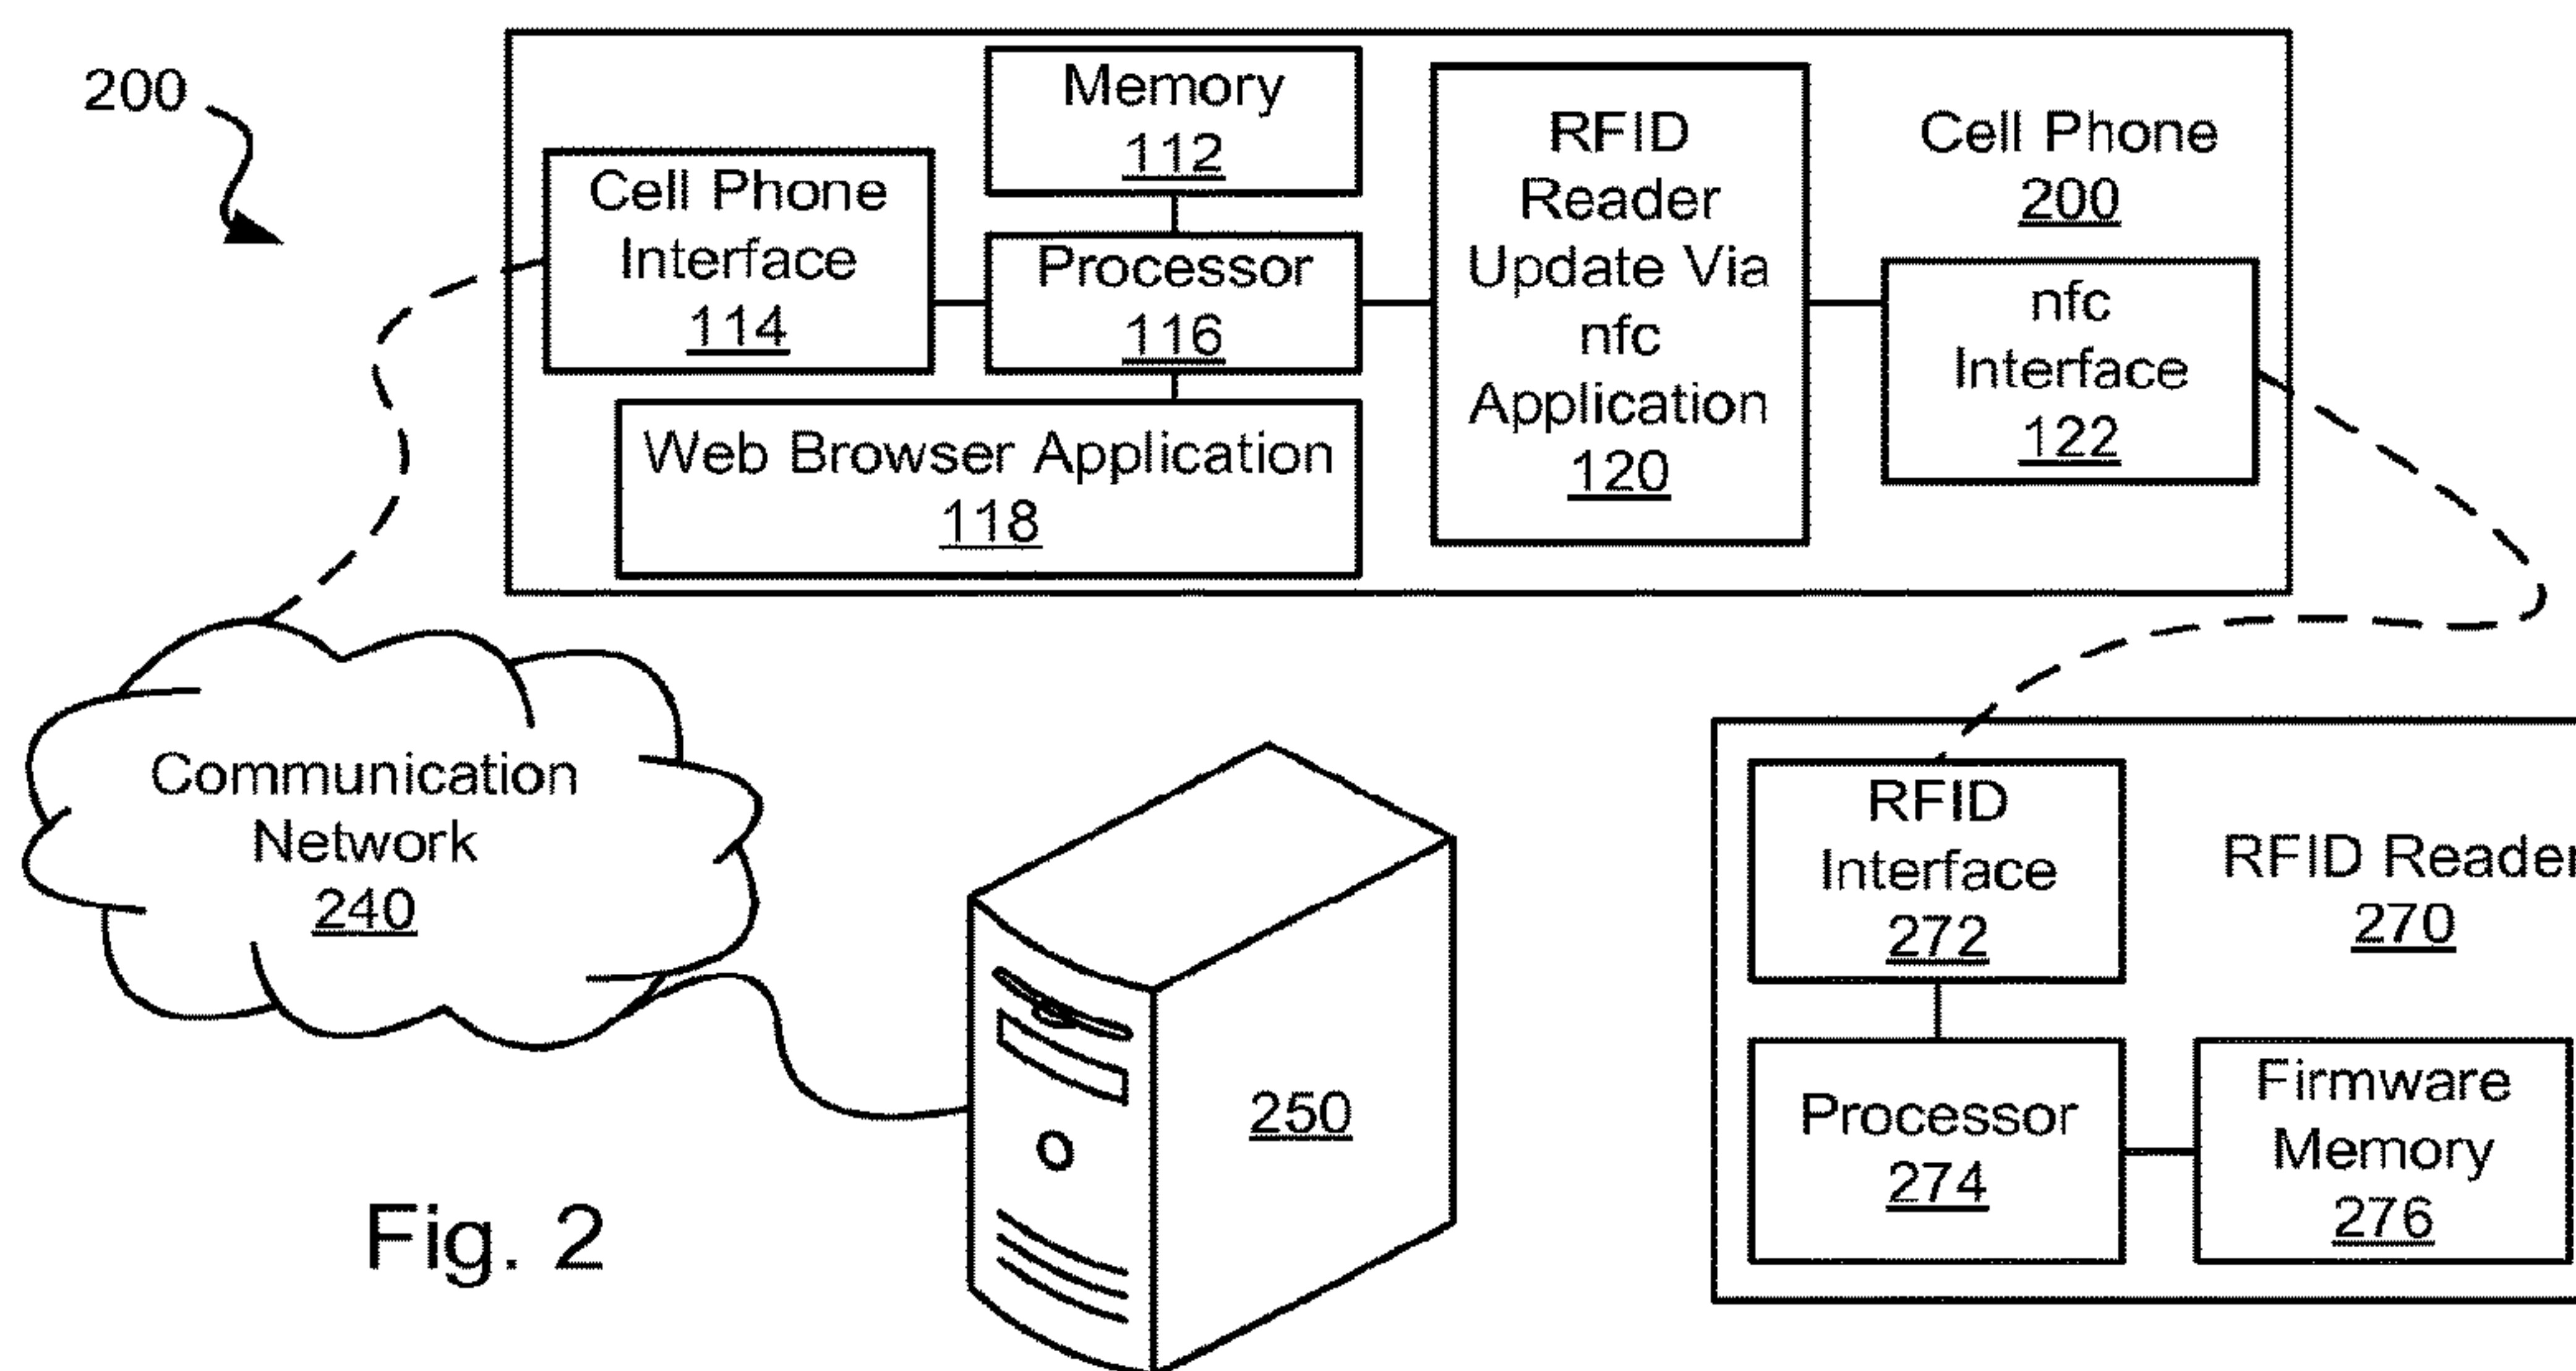 200
Memory
112
Cell Phone
Interface
114
Processor
116
Web Browser Application
118
RFID
Reader
Update Via
nfc
Application
120
Cell Phone
200
nfc
Interface
122
Communication
Network
240
250
RFID
Interface
272
RFID Reader
270
Processor
274
Firmware
Memory
276
Fig. 2